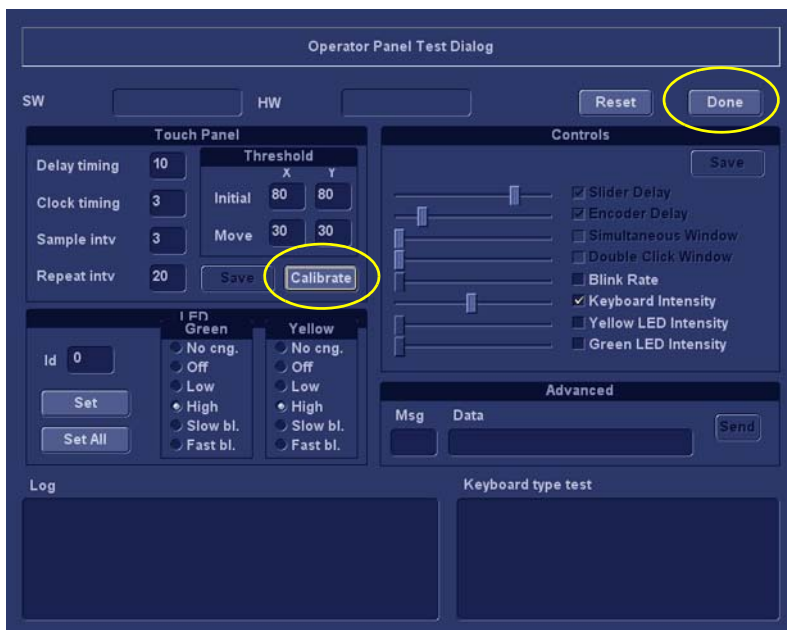 Operator Panel Test Dialog
SW HW Reset Done
Touch Panel
Delay timing 10
Clock timing 3
Sample intv 3
Repeat intv 20
Threshold
X Y
Initial 80 80
Move 30 30
Save Calibrate
Controls
Save
Slider Delay
Encoder Delay
Simultaneous Window
Double Click Window
Blink Rate
Keyboard Intensity
Yellow LED Intensity
Green LED Intensity
LED
Id 0
Set
Set All
Green
No cng.
Off
Low
High
Slow bl.
Fast bl.
Yellow
No cng.
Off
Low
High
Slow bl.
Fast bl.
Advanced
Msg Data
Send
Log
Keyboard type test